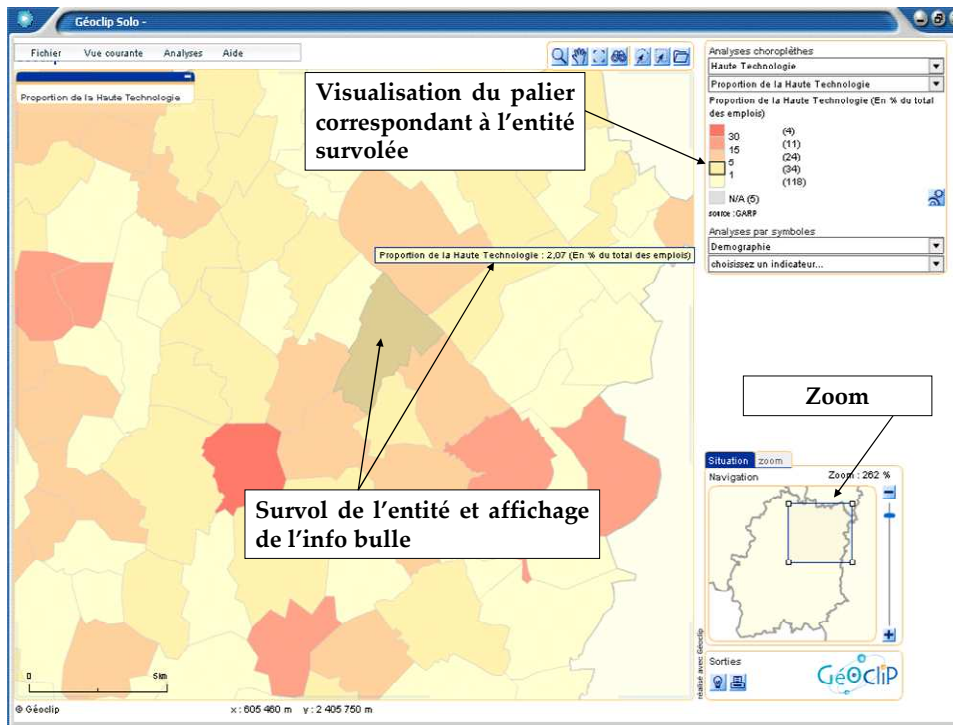 Géoclip Solo -
Fichier Vue courante Analyses Aide
Proportion de la Haute Technologie
Visualisation du palier
correspondant à l'entité
survolée
Proportion de la Haute Technologie : 2,07 (En % du total des emplois)
Survol de l'entité et affichage
de l'info bulle
0 5km
© Géoclip x : 605 460 m y : 2 405 750 m
Analyses choroplèthes
Haute Technologie
Proportion de la Haute Technologie
Proportion de la Haute Technologie (En % du total
des emplois)
30 (4)
15 (11)
5 (24)
1 (34)
(118)
N/A (5)
source : GARP
Analyses par symboles
Demographie
choisissez un indicateur...
Zoom
Situation zoom
Navigation Zoom : 262 %
réalisé avec Géoclip
Sorties
GéOcliP